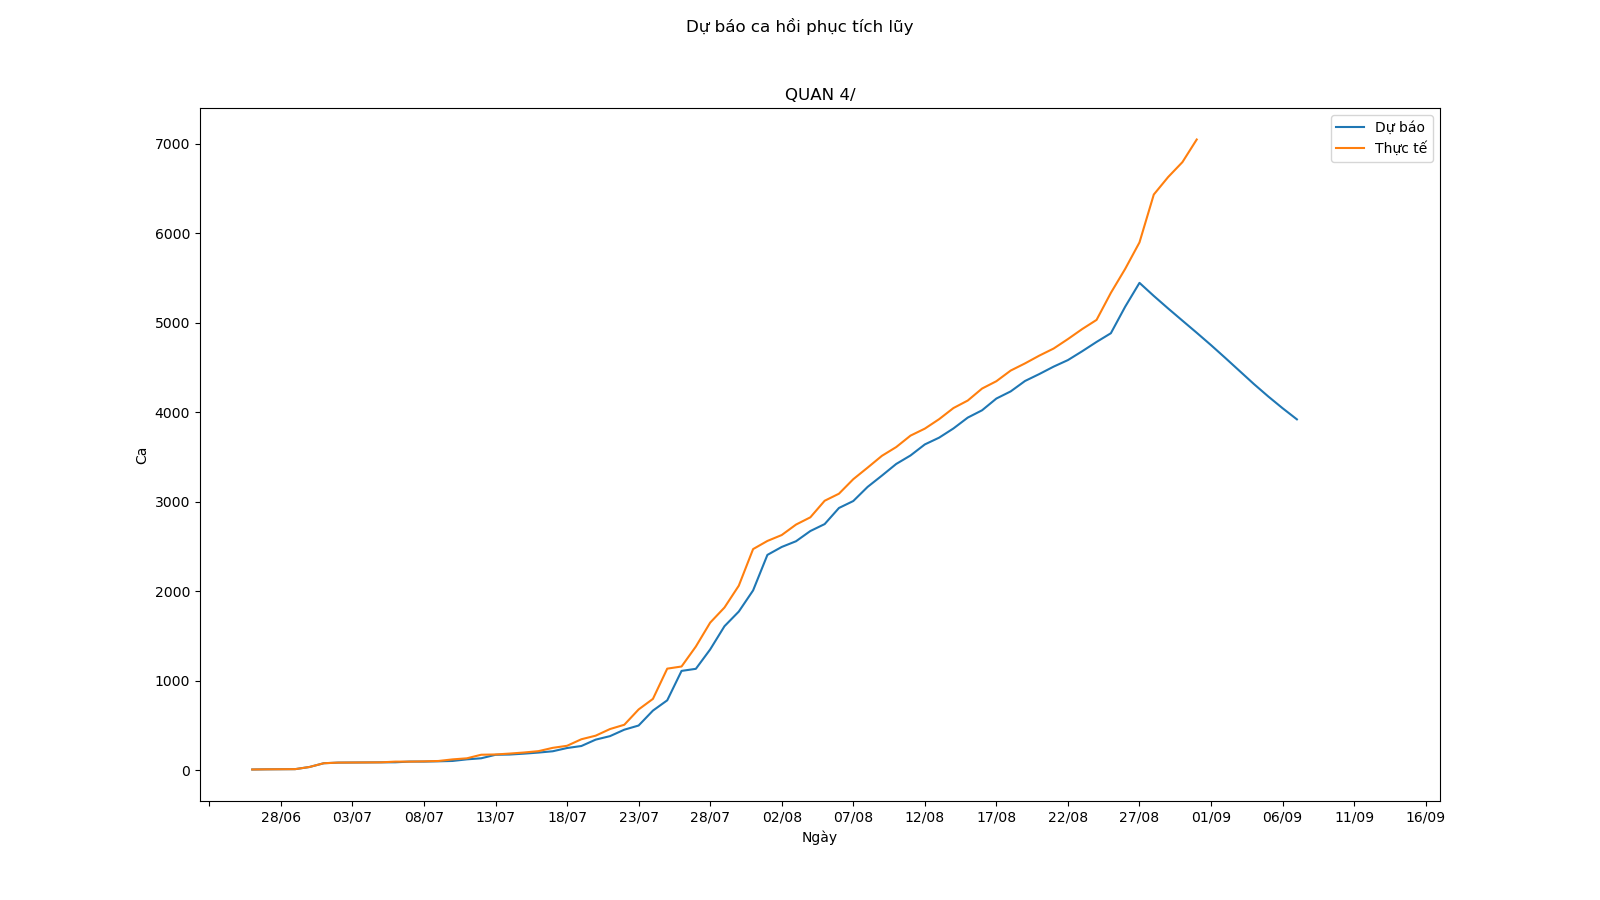 Dự báo ca hồi phục tích lũy
QUAN 4/
Dự báo
Thực tế
7000
6000
5000
4000
3000
2000
1000
0
Ca
28/06 03/07 08/07 13/07 18/07 23/07 28/07 02/08 07/08 12/08 17/08 22/08 27/08 01/09 06/09 11/09 16/09
Ngày